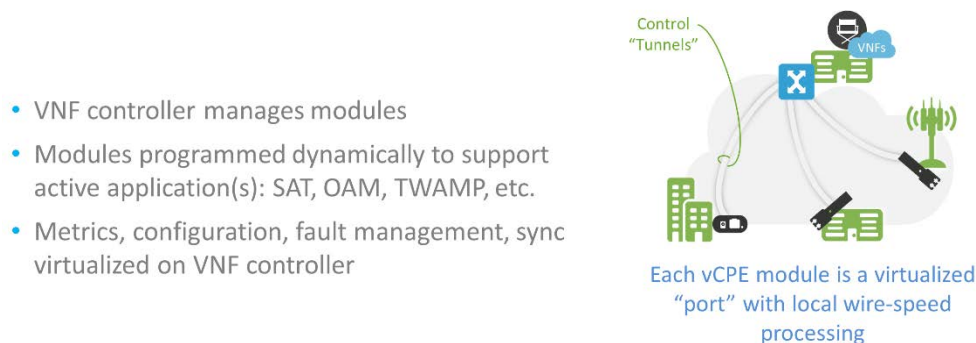 Control
“Tunnels”
VNFs
• VNF controller manages modules
• Modules programmed dynamically to support
active application(s): SAT, OAM, TWAMP, etc.
• Metrics, configuration, fault management, sync
virtualized on VNF controller
Each vCPE module is a virtualized
“port” with local wire-speed
processing